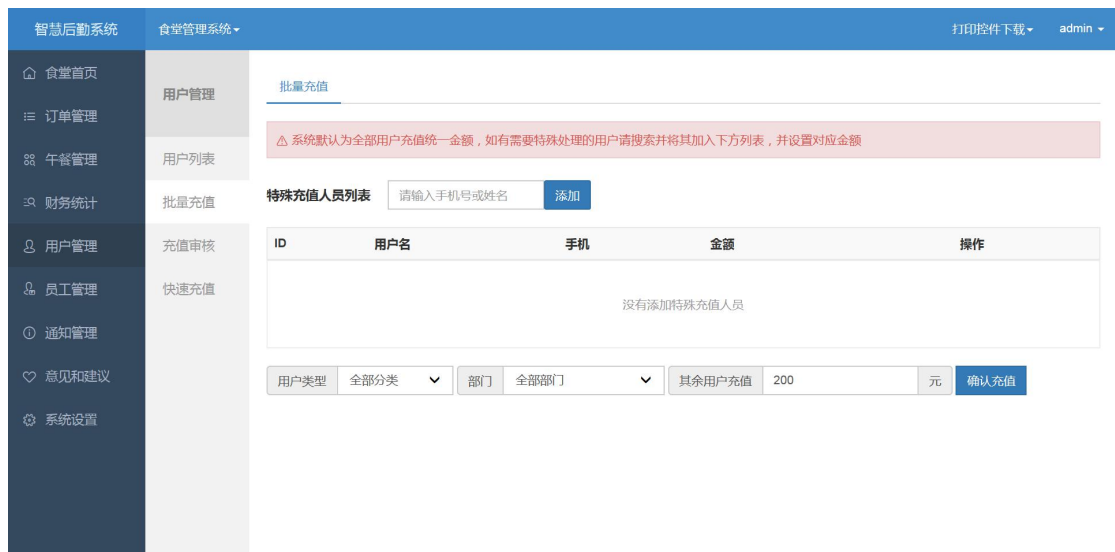 智慧后勤系统 食堂管理系统 打印控件下载 admin
食堂首页
订单管理
午餐管理
财务统计
用户管理
员工管理
通知管理
意见和建议
系统设置
用户管理
用户列表
批量充值
充值审核
快速充值
批量充值
系统默认为全部用户充值统一金额，如有需要特殊处理的用户请搜索并将其加入下方列表，并设置对应金额
特殊充值人员列表 请输入手机号或姓名 添加
ID 用户名 手机 金额 操作
没有添加特殊充值人员
用户类型 全部分类 部门 全部部门 其余用户充值 200 元 确认充值